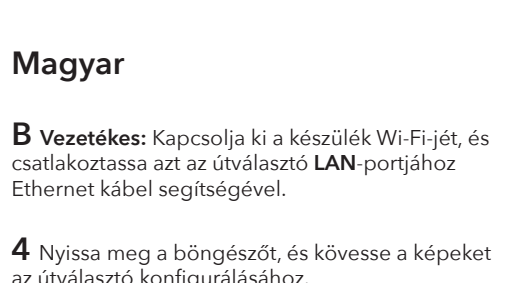 Magyar
B Vezetékes: Kapcsolja ki a készülék Wi-Fi-jét, és
csatlakoztassa azt az útválasztó LAN-portjához
Ethernet kábel segítségével.
4 Nyissa meg a böngészőt, és kövesse a képeket
az útválasztó konfigurálásához.